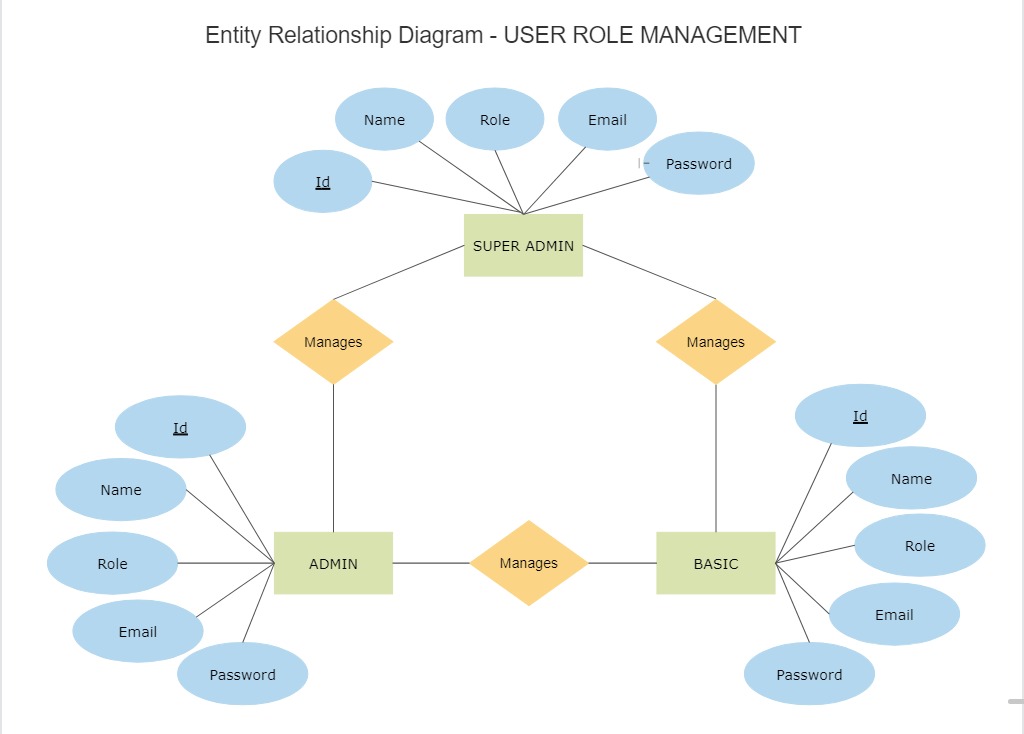 Entity Relationship Diagram - USER ROLE MANAGEMENT
Name
Role
Email
Password
Id
SUPER ADMIN
Manages
Manages
Id
Name
Role
Email
Password
ADMIN
Manages
BASIC
Id
Name
Role
Email
Password